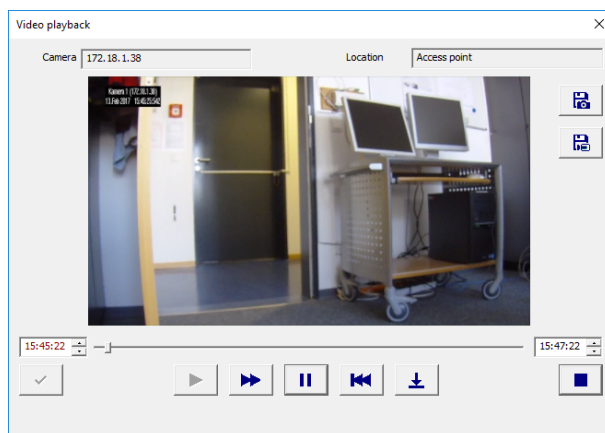 Video playback
Camera 172.18.1.38 Location Access point
Kamera 1 (172.18.1.38)
13.Feb 2017 15:45:25:542
15:45:22 15:47:22